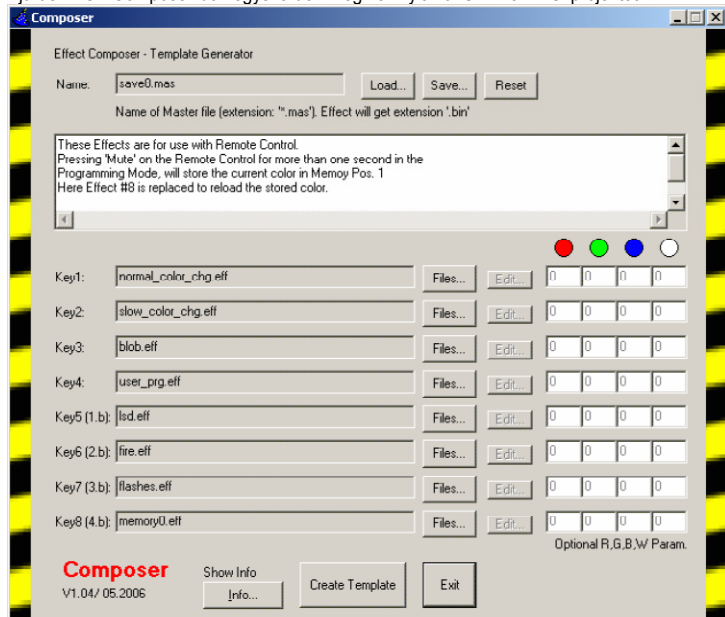 Composer
Effect Composer - Template Generator
Name: save0.mas Load... Save... Reset
Name of Master file (extension: '*.mas'). Effect will get extension '.bin'
These Effects are for use with Remote Control.
Pressing 'Mute' on the Remote Control for more than one second in the
Programming Mode, will store the current color in Memoy Pos. 1
Here Effect #8 is replaced to reload the stored color.
Key1: normal_color_chg.eff Files... Edit... 0 0 0 0
Key2: slow_color_chg.eff Files... Edit... 0 0 0 0
Key3: blob.eff Files... Edit... 0 0 0 0
Key4: user_prg.eff Files... Edit... 0 0 0 0
Key5 (1.b): lsd.eff Files... Edit... 0 0 0 0
Key6 (2.b): fire.eff Files... Edit... 0 0 0 0
Key7 (3.b): flashes.eff Files... Edit... 0 0 0 0
Key8 (4.b): memory0.eff Files... Edit... 0 0 0 0
Optional R,G,B,W Param.
Composer
V1.04/ 05.2006
Show Info
Info...
Create Template
Exit